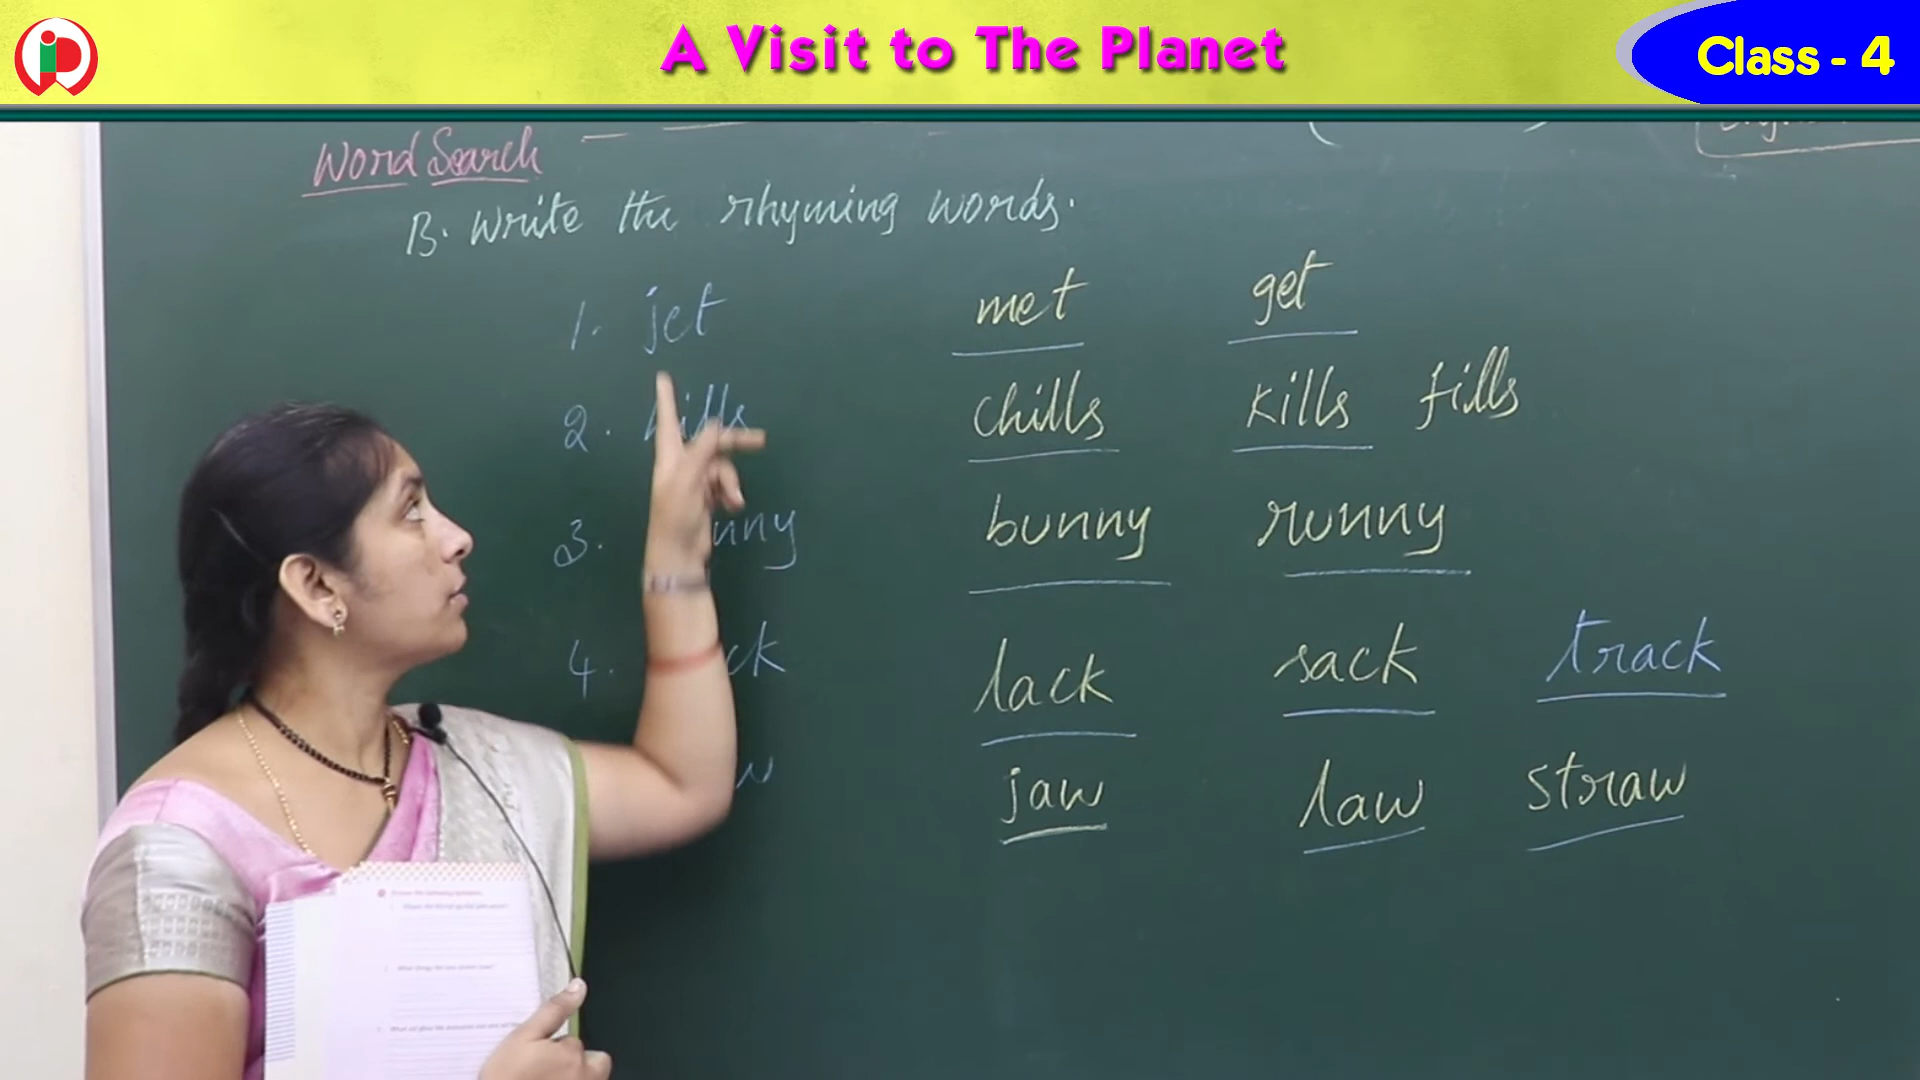 A Visit to The Planet
Class - 4
Word Search
B. Write the rhyming words.
1. jet met get
2. hills chills kills fills
3. bunny runny
4. lack sack track
jaw law straw